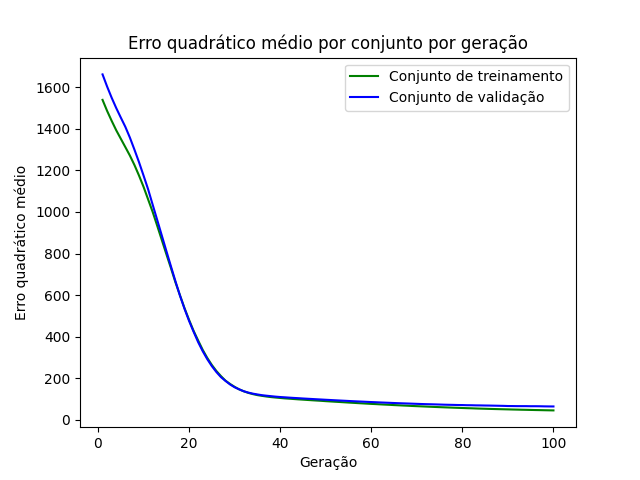 Erro quadrático médio por conjunto por geração
Conjunto de treinamento
Conjunto de validação
Erro quadrático médio
1600
1400
1200
1000
800
600
400
200
0
0 20 40 60 80 100
Geração